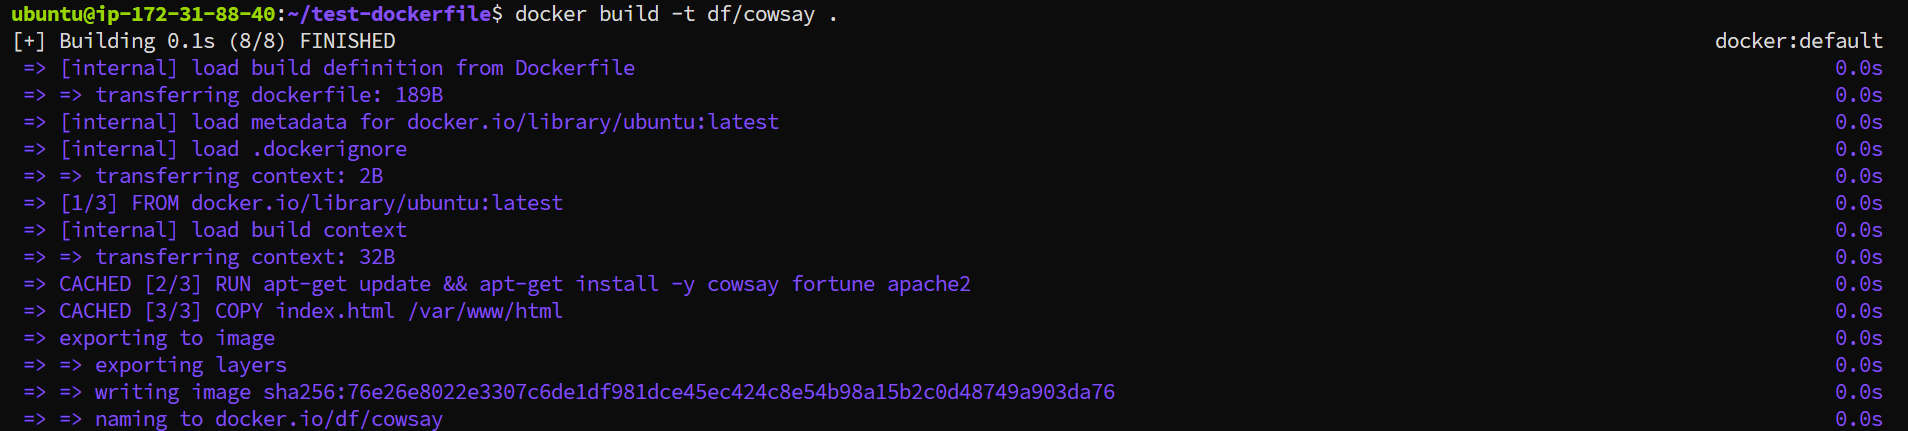 ubuntu@ip-172-31-88-40:~/test-dockerfile$ docker build -t df/cowsay .
[+] Building 0.1s (8/8) FINISHED docker:default
=> [internal] load build definition from Dockerfile 0.0s
=> => transferring dockerfile: 189B 0.0s
=> [internal] load metadata for docker.io/library/ubuntu:latest 0.0s
=> [internal] load .dockerignore 0.0s
=> => transferring context: 2B 0.0s
=> [1/3] FROM docker.io/library/ubuntu:latest 0.0s
=> [internal] load build context 0.0s
=> => transferring context: 32B 0.0s
=> CACHED [2/3] RUN apt-get update && apt-get install -y cowsay fortune apache2 0.0s
=> CACHED [3/3] COPY index.html /var/www/html 0.0s
=> exporting to image 0.0s
=> => exporting layers 0.0s
=> => writing image sha256:76e26e8022e3307c6de1df981dce45ec424c8e54b98a15b2c0d48749a903da76 0.0s
=> => naming to docker.io/df/cowsay 0.0s